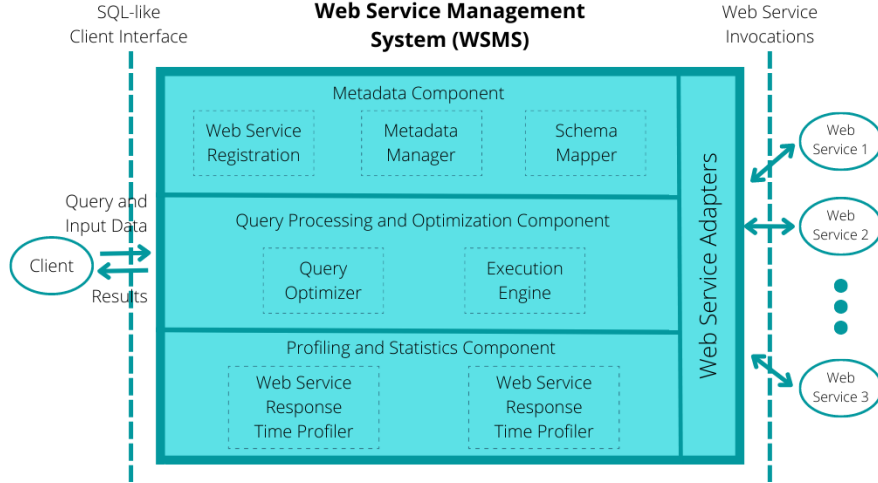 SQL-like
Client Interface
Web Service Management
System (WSMS)
Web Service
Invocations
Metadata Component
Web Service
Registration
Metadata
Manager
Schema
Mapper
Query and
Input Data
Client
Results
Query Processing and Optimization Component
Query
Optimizer
Execution
Engine
Profiling and Statistics Component
Web Service
Response
Time Profiler
Web Service
Response
Time Profiler
Web Service Adapters
Web
Service 1
Web
Service 2
Web
Service 3